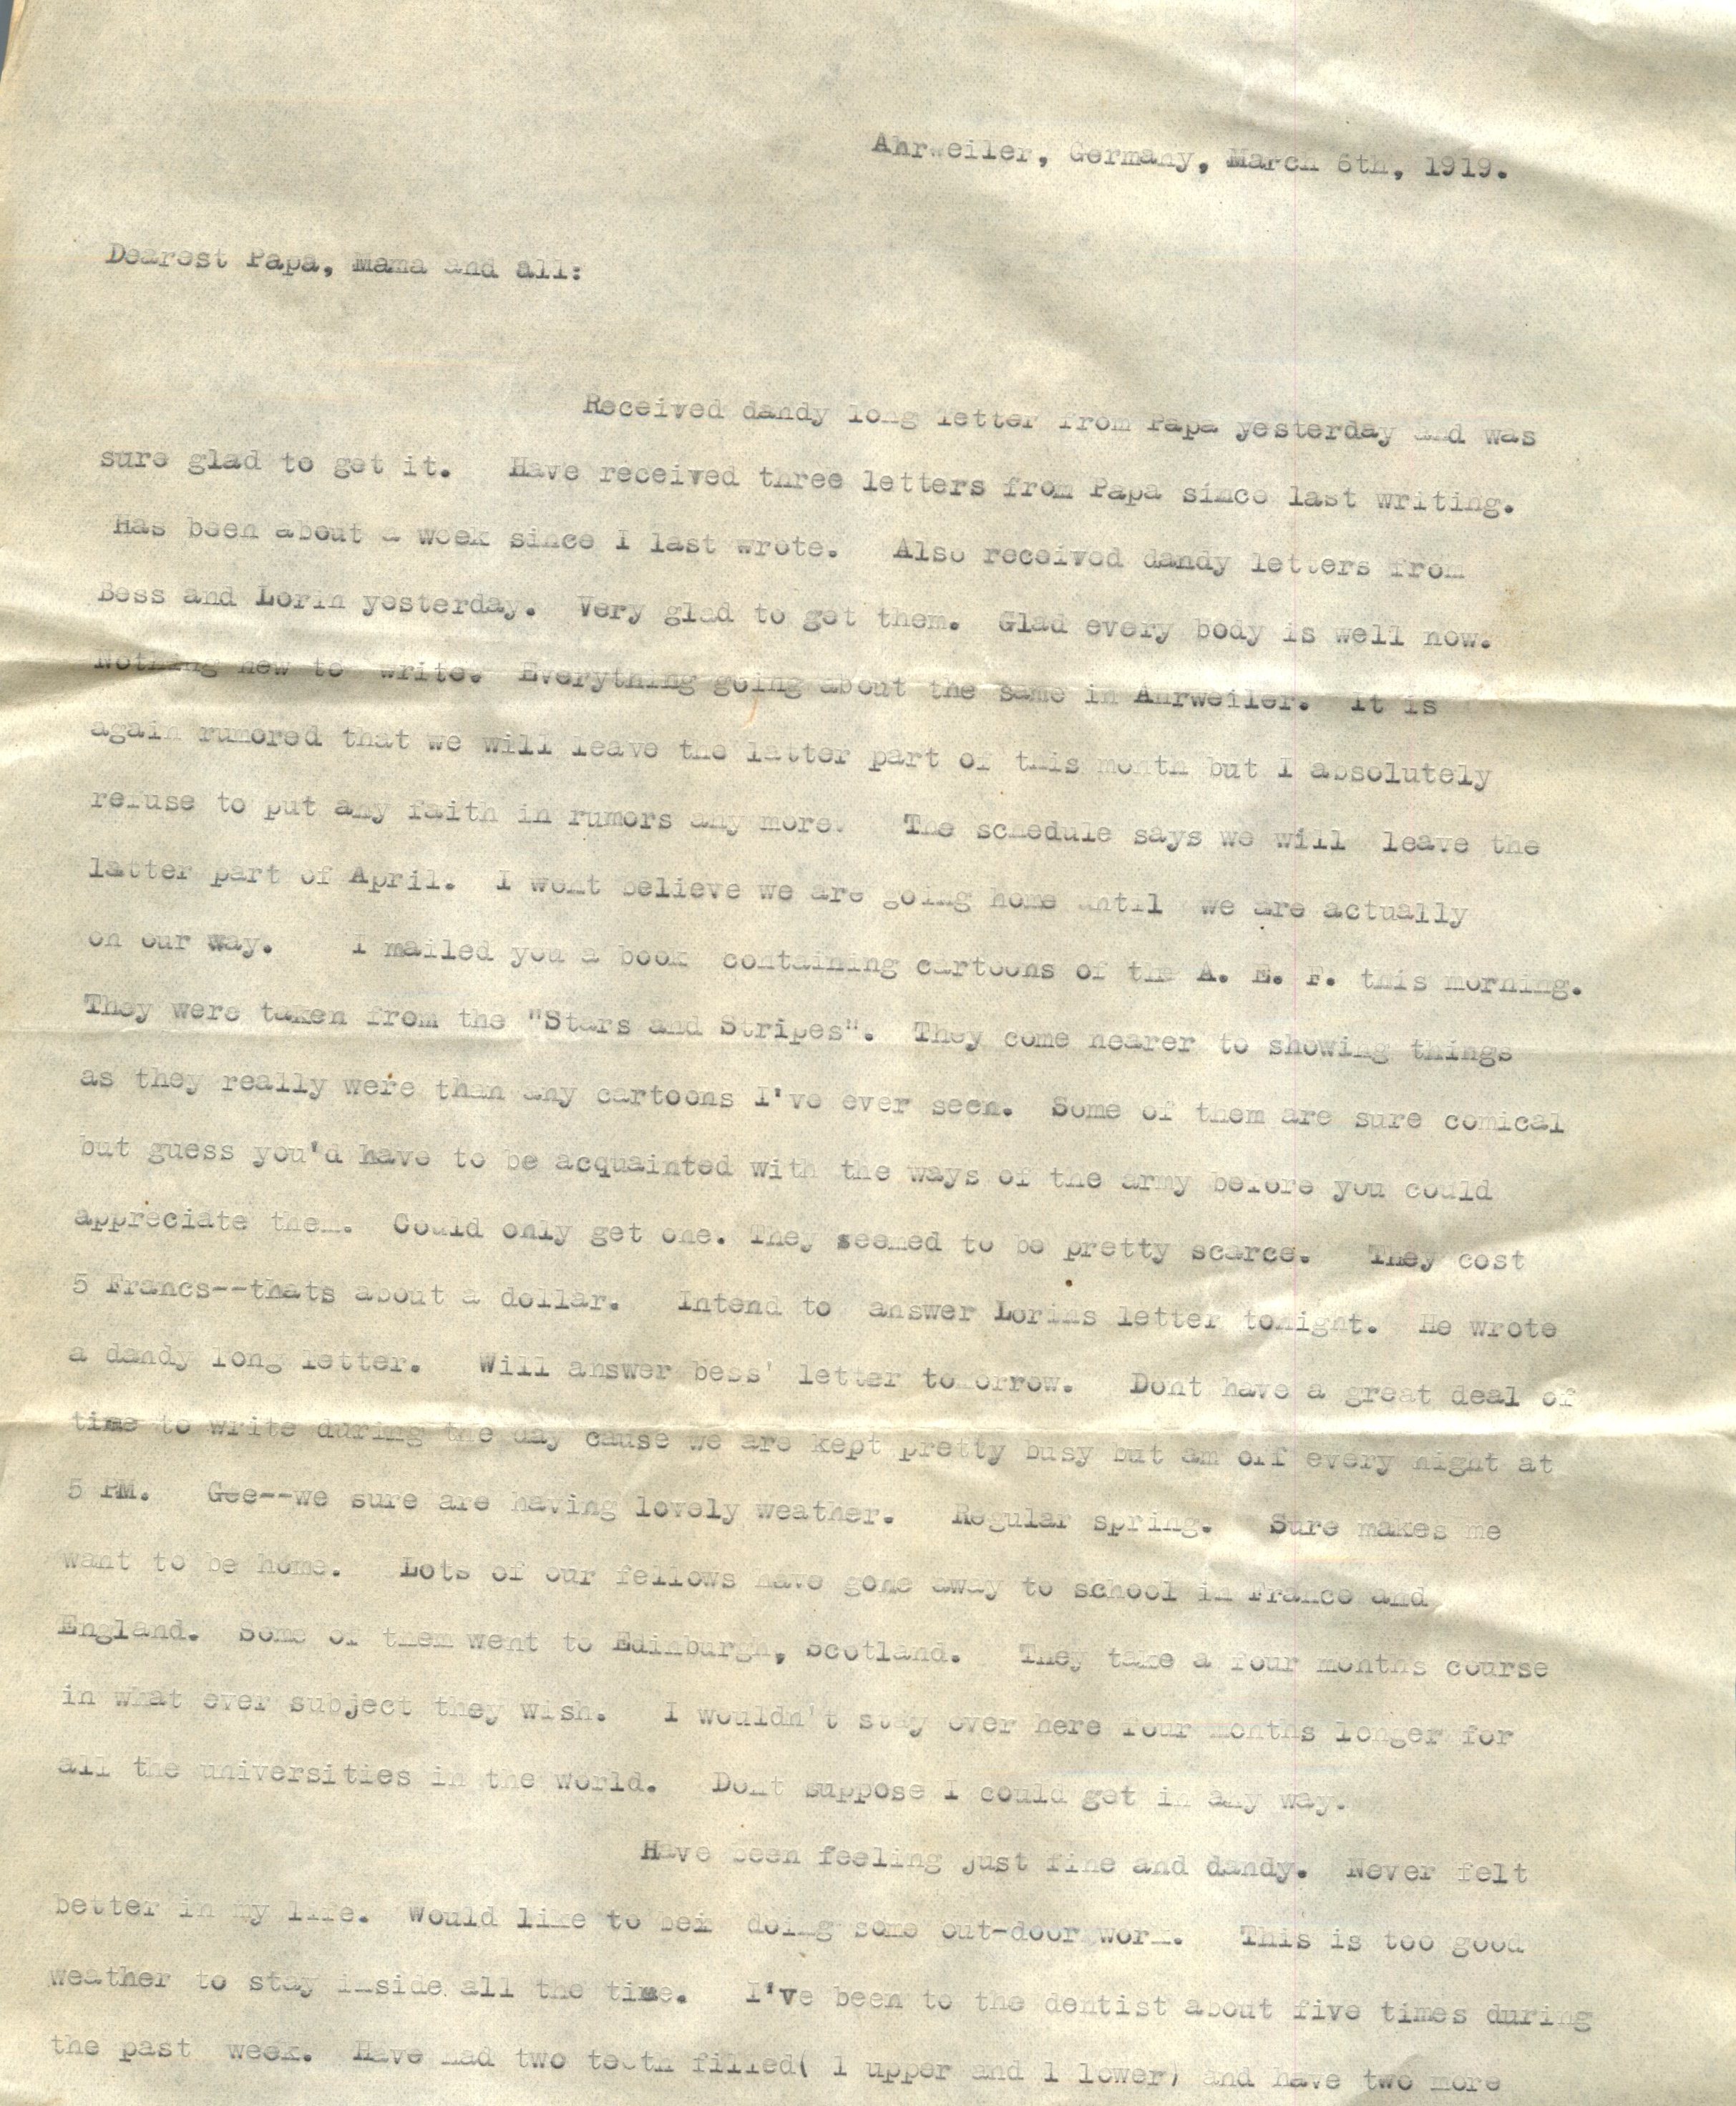 Ahrweiler, Germany, March 6th, 1919.
Dearest Papa, Mama and all:
Received dandy long letter from Papa yesterday and was
sure glad to get it. Have received three letters from Papa since last writing.
Has been about a week since I last wrote. Also received dandy letters from
Bess and Lorin yesterday. Very glad to get them. Glad every body is well now.
Nothing new to write. Everything going about the same in Ahrweiler. It is
again rumored that we will leave the latter part of this month but I absolutely
refuse to put any faith in rumors any more. The schedule says we will leave the
latter part of April. I wont believe we are going home until we are actually
on our way. I mailed you a book containing cartoons of the A. E. F. this morning.
They were taken from the "Stars and Stripes". They come nearer to showing things
as they really were than any cartoons I've ever seen. Some of them are sure comical
but guess you'd have to be acquainted with the ways of the army before you could
appreciate them. Could only get one. They seemed to be pretty scarce. They cost
5 Francs--thats about a dollar. Intend to answer Lorins letter tonight. He wrote
a dandy long letter. Will answer bess' letter tomorrow. Dont have a great deal of
time to write during the day cause we are kept pretty busy but am off every night at
5 PM. Gee--we sure are having lovely weather. Regular spring. Sure makes me
want to be home. Lots of our fellows have gone away to school in France and
England. Some of them went to Edinburgh, Scotland. They take a four months course
in what ever subject they wish. I wouldn't stay over here four months longer for
all the universities in the world. Dont suppose I could get in any way.
Have been feeling just fine and dandy. Never felt
better in my life. Would like to be doing some out-door work. This is too good
weather to stay inside all the time. I've been to the dentist about five times during
the past week. Have had two teeth filled( 1 upper and 1 lower) and have two more